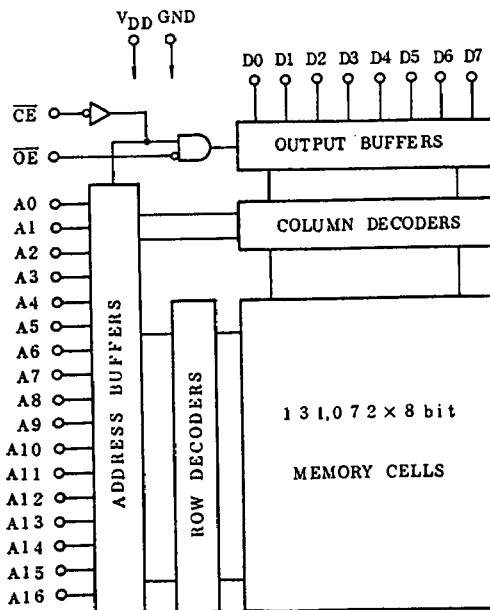 VDD GND
D0 D1 D2 D3 D4 D5 D6 D7
CE
OE
OUTPUT BUFFERS
COLUMN DECODERS
A0
A1
A2
A3
A4
A5
A6
A7
A8
A9
A10
A11
A12
A13
A14
A15
A16
ADDRESS BUFFERS
ROW DECODERS
131,072 × 8 bit
MEMORY CELLS